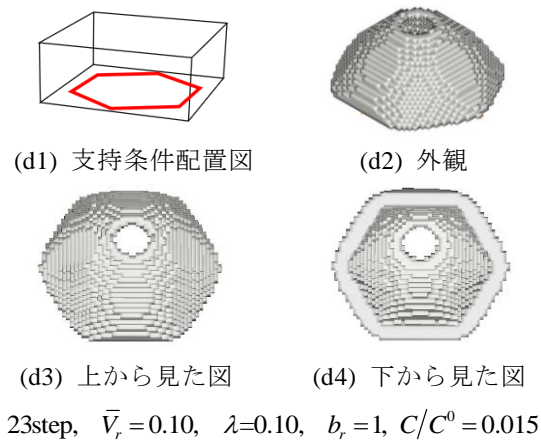 (d1) 支持条件配置図
(d2) 外観
(d3) 上から見た図
(d4) 下から見た図
23step, V̅r = 0.10, λ=0.10, br = 1, C/C⁰ = 0.015